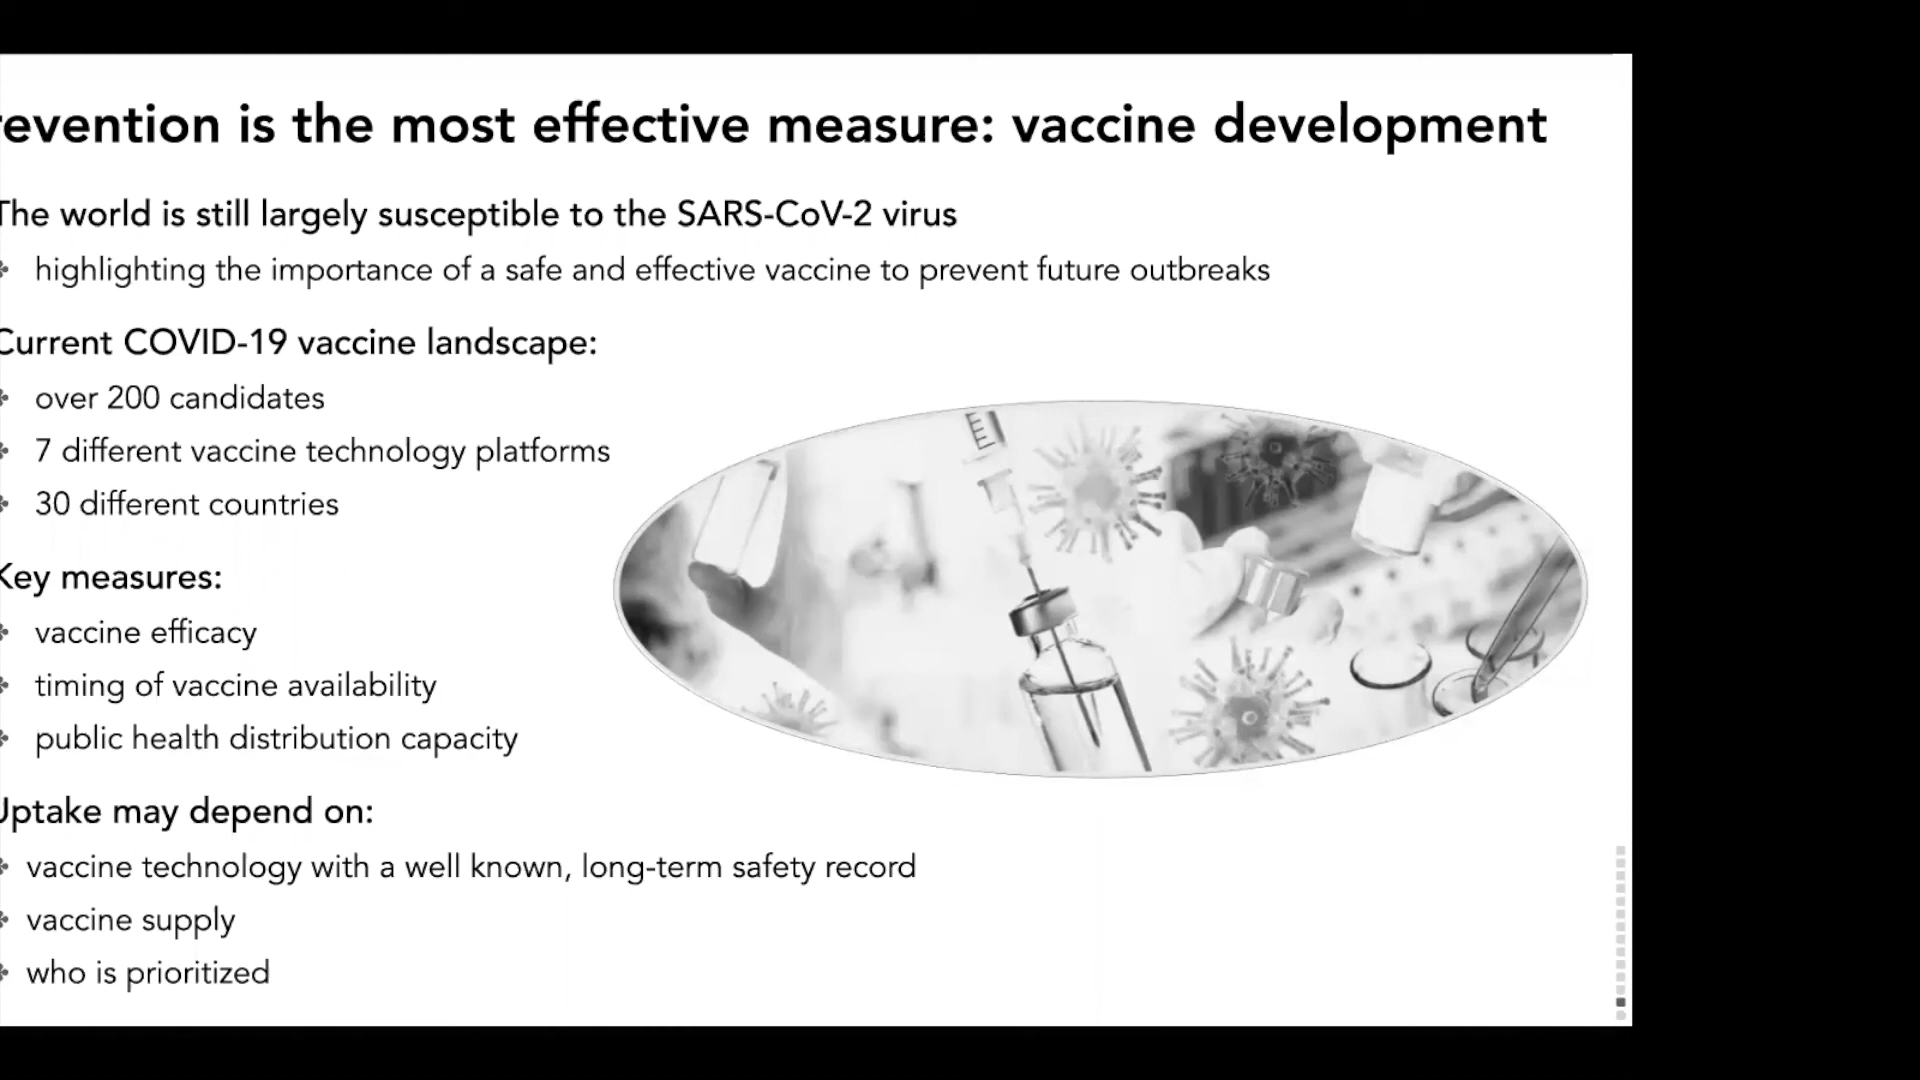 revention is the most effective measure: vaccine development
The world is still largely susceptible to the SARS-CoV-2 virus
highlighting the importance of a safe and effective vaccine to prevent future outbreaks
Current COVID-19 vaccine landscape:
over 200 candidates
7 different vaccine technology platforms
30 different countries
Key measures:
vaccine efficacy
timing of vaccine availability
public health distribution capacity
Uptake may depend on:
vaccine technology with a well known, long-term safety record
vaccine supply
who is prioritized